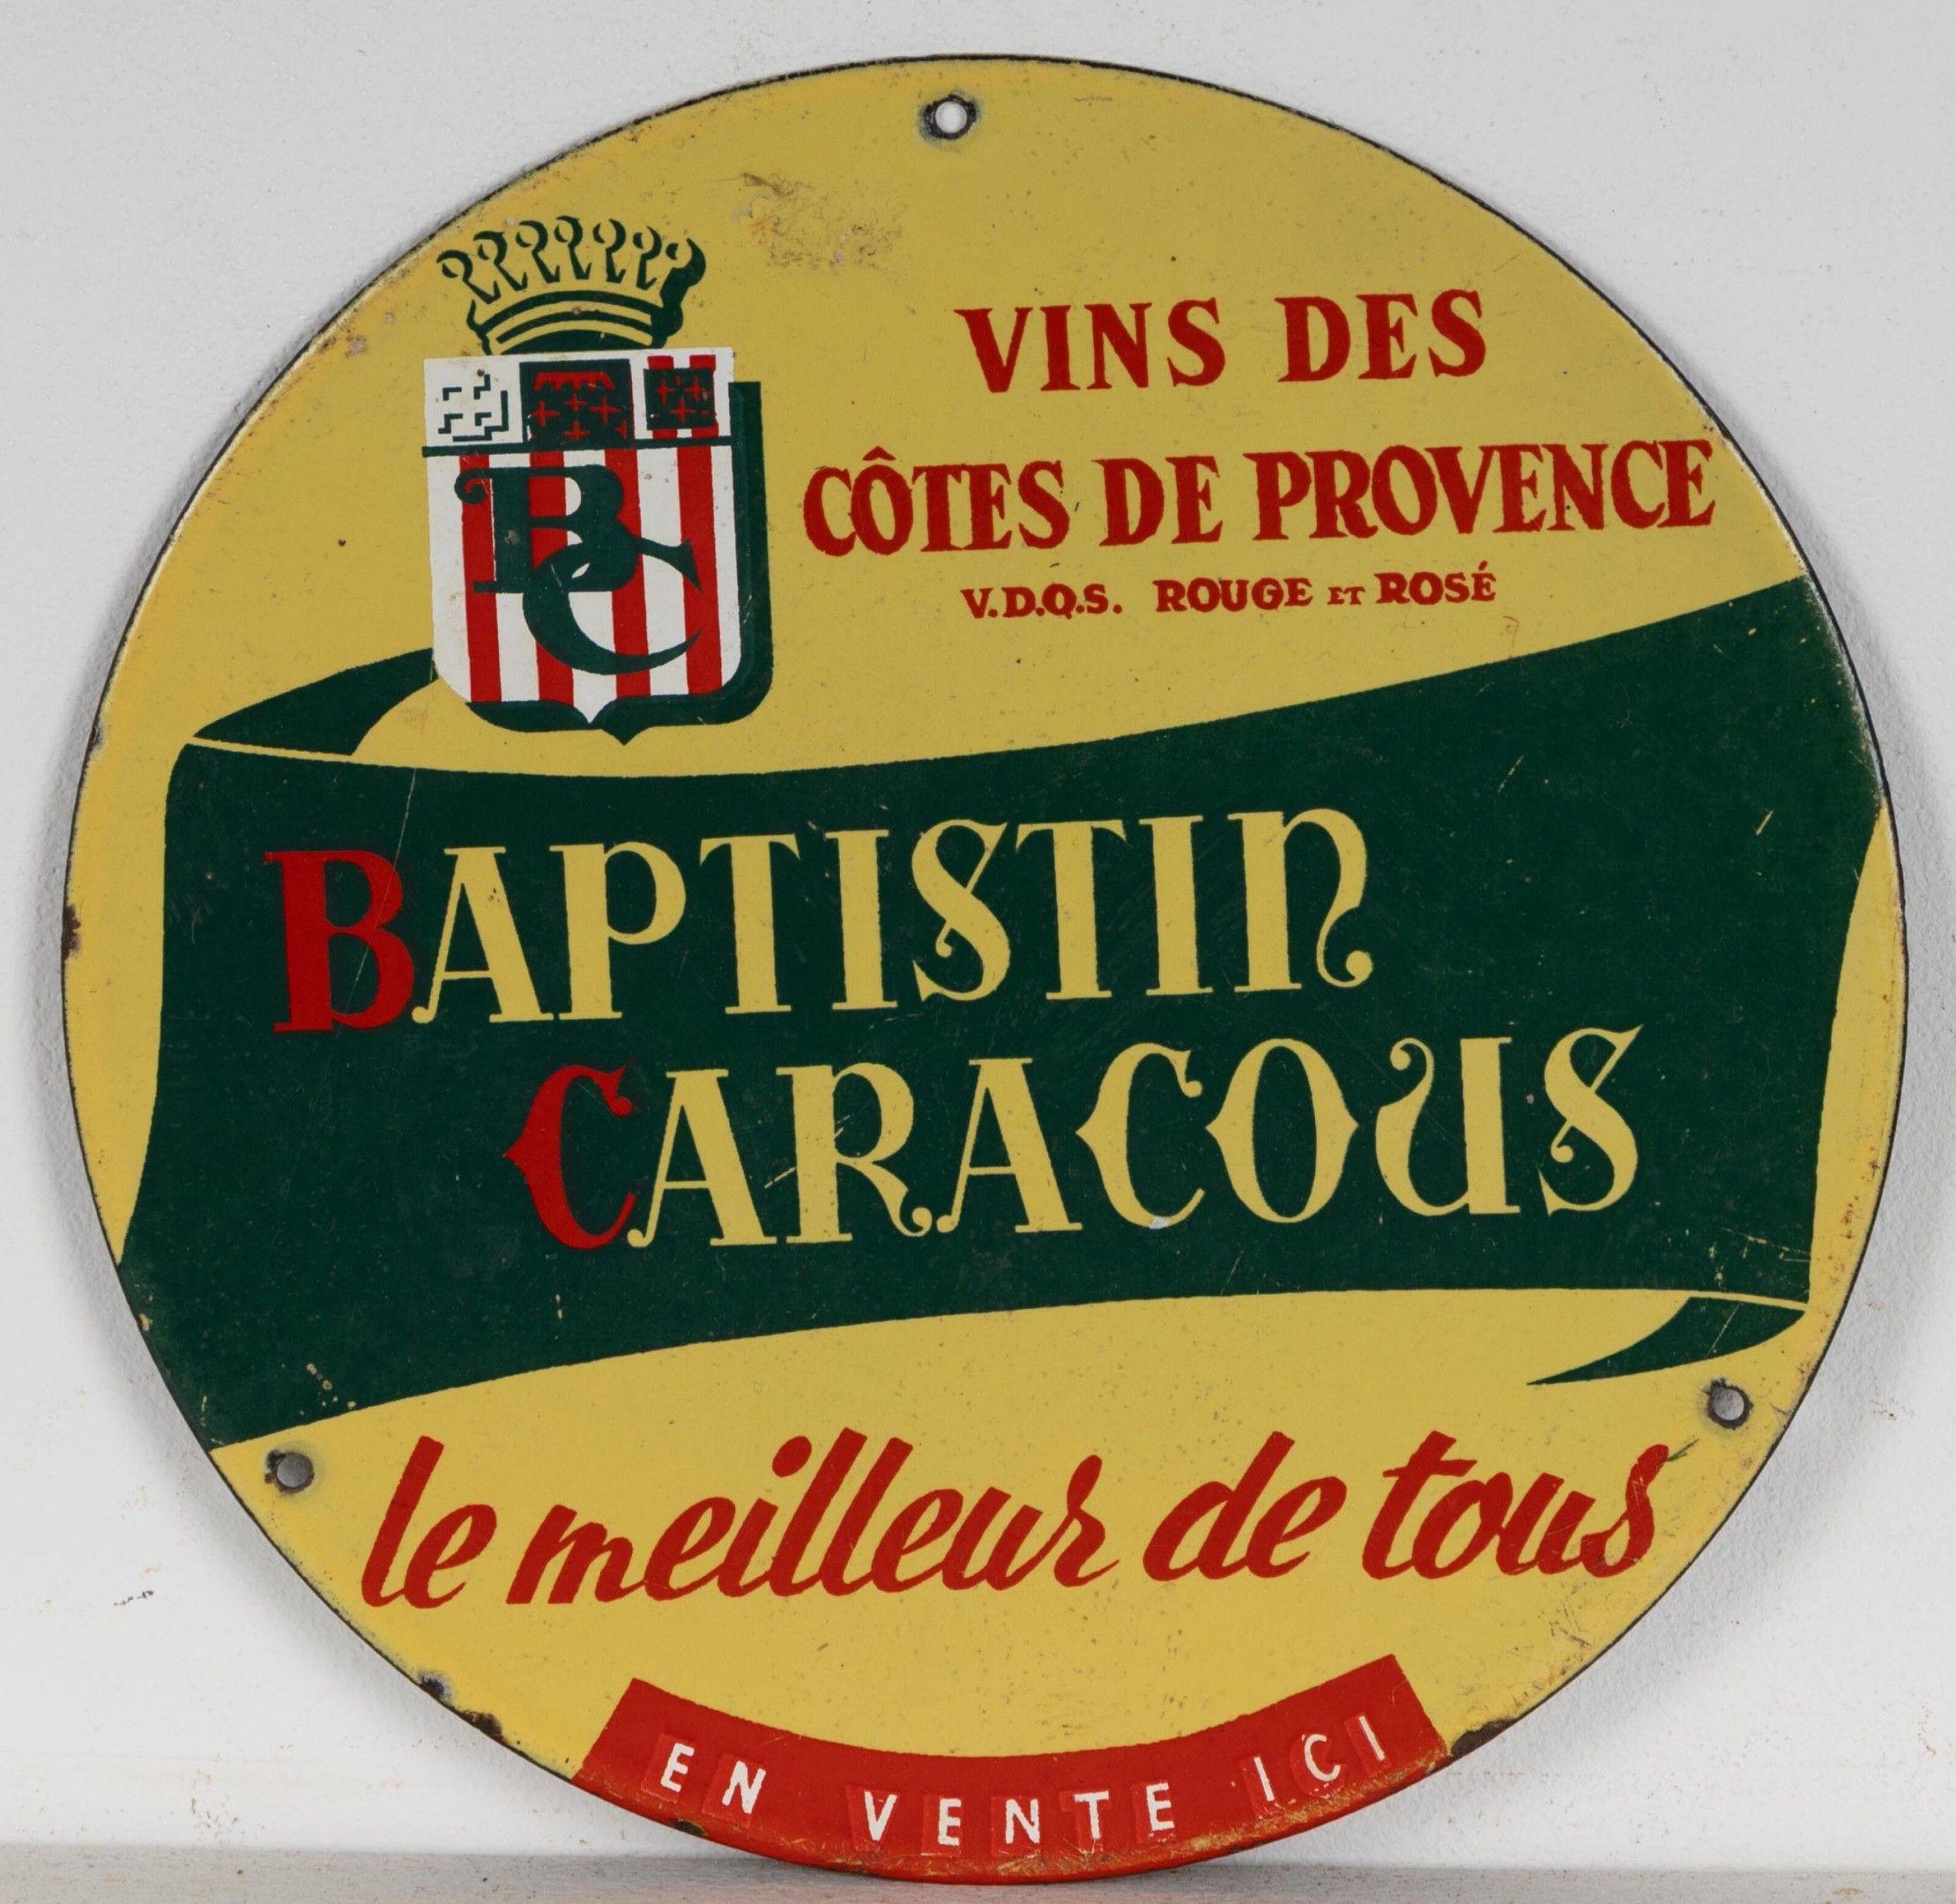 BC
VINS DES
CÔTES DE PROVENCE
V.D.Q.S. ROUGE ET ROSÉ
BAPTISTIN
CARACOUS
le meilleur de tous
EN VENTE ICI